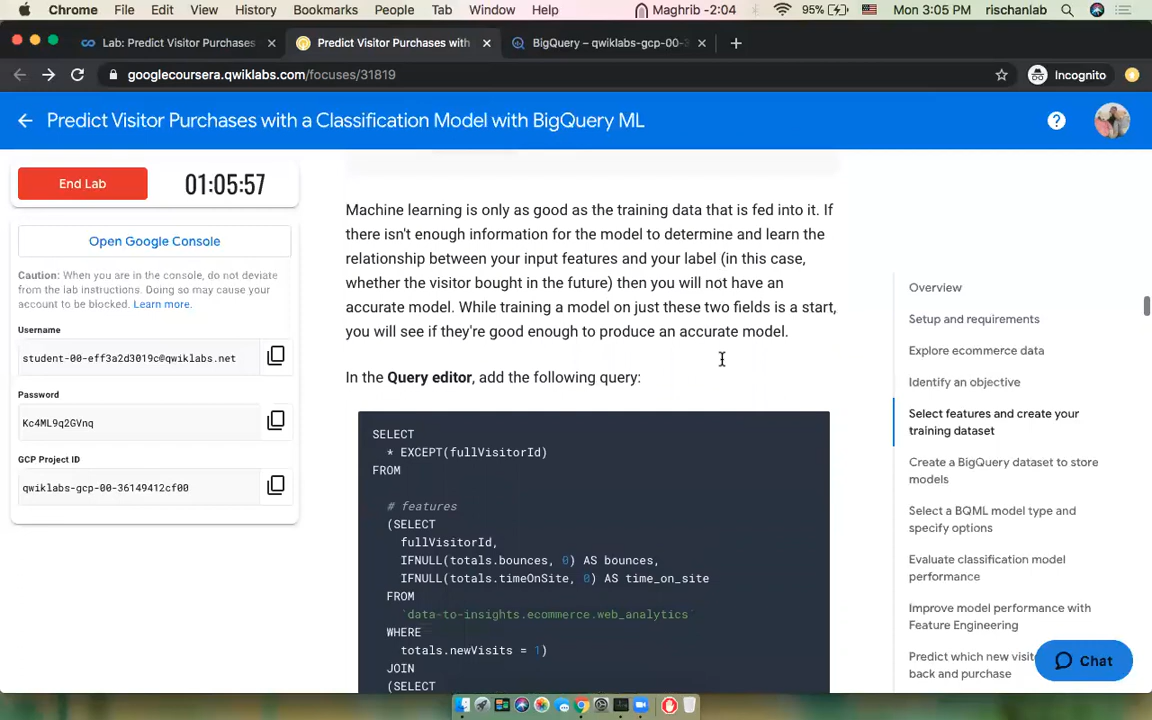 Chrome File Edit View History Bookmarks People Tab Window Help Maghrib -2:04 95% Mon 3:05 PM rischanlab
Lab: Predict Visitor Purchases
Predict Visitor Purchases with
BigQuery – qwiklabs-gcp-00-3
googlecoursera.qwiklabs.com/focuses/31819
Incognito
Predict Visitor Purchases with a Classification Model with BigQuery ML
End Lab
01:05:57
Open Google Console
Caution: When you are in the console, do not deviate
from the lab instructions. Doing so may cause your
account to be blocked. Learn more.
Username
student-00-eff3a2d3019c@qwiklabs.net
Password
Kc4ML9q2GVnq
GCP Project ID
qwiklabs-gcp-00-36149412cf00
Machine learning is only as good as the training data that is fed into it. If
there isn't enough information for the model to determine and learn the
relationship between your input features and your label (in this case,
whether the visitor bought in the future) then you will not have an
accurate model. While training a model on just these two fields is a start,
you will see if they're good enough to produce an accurate model.
In the Query editor, add the following query:
SELECT
* EXCEPT(fullVisitorId)
FROM
# features
(SELECT
fullVisitorId,
IFNULL(totals.bounces, 0) AS bounces,
IFNULL(totals.timeOnSite, 0) AS time_on_site
FROM
`data-to-insights.ecommerce.web_analytics`
WHERE
totals.newVisits = 1)
JOIN
(SELECT
Overview
Setup and requirements
Explore ecommerce data
Identify an objective
Select features and create your
training dataset
Create a BigQuery dataset to store
models
Select a BQML model type and
specify options
Evaluate classification model
performance
Improve model performance with
Feature Engineering
Predict which new visit
back and purchase
Chat